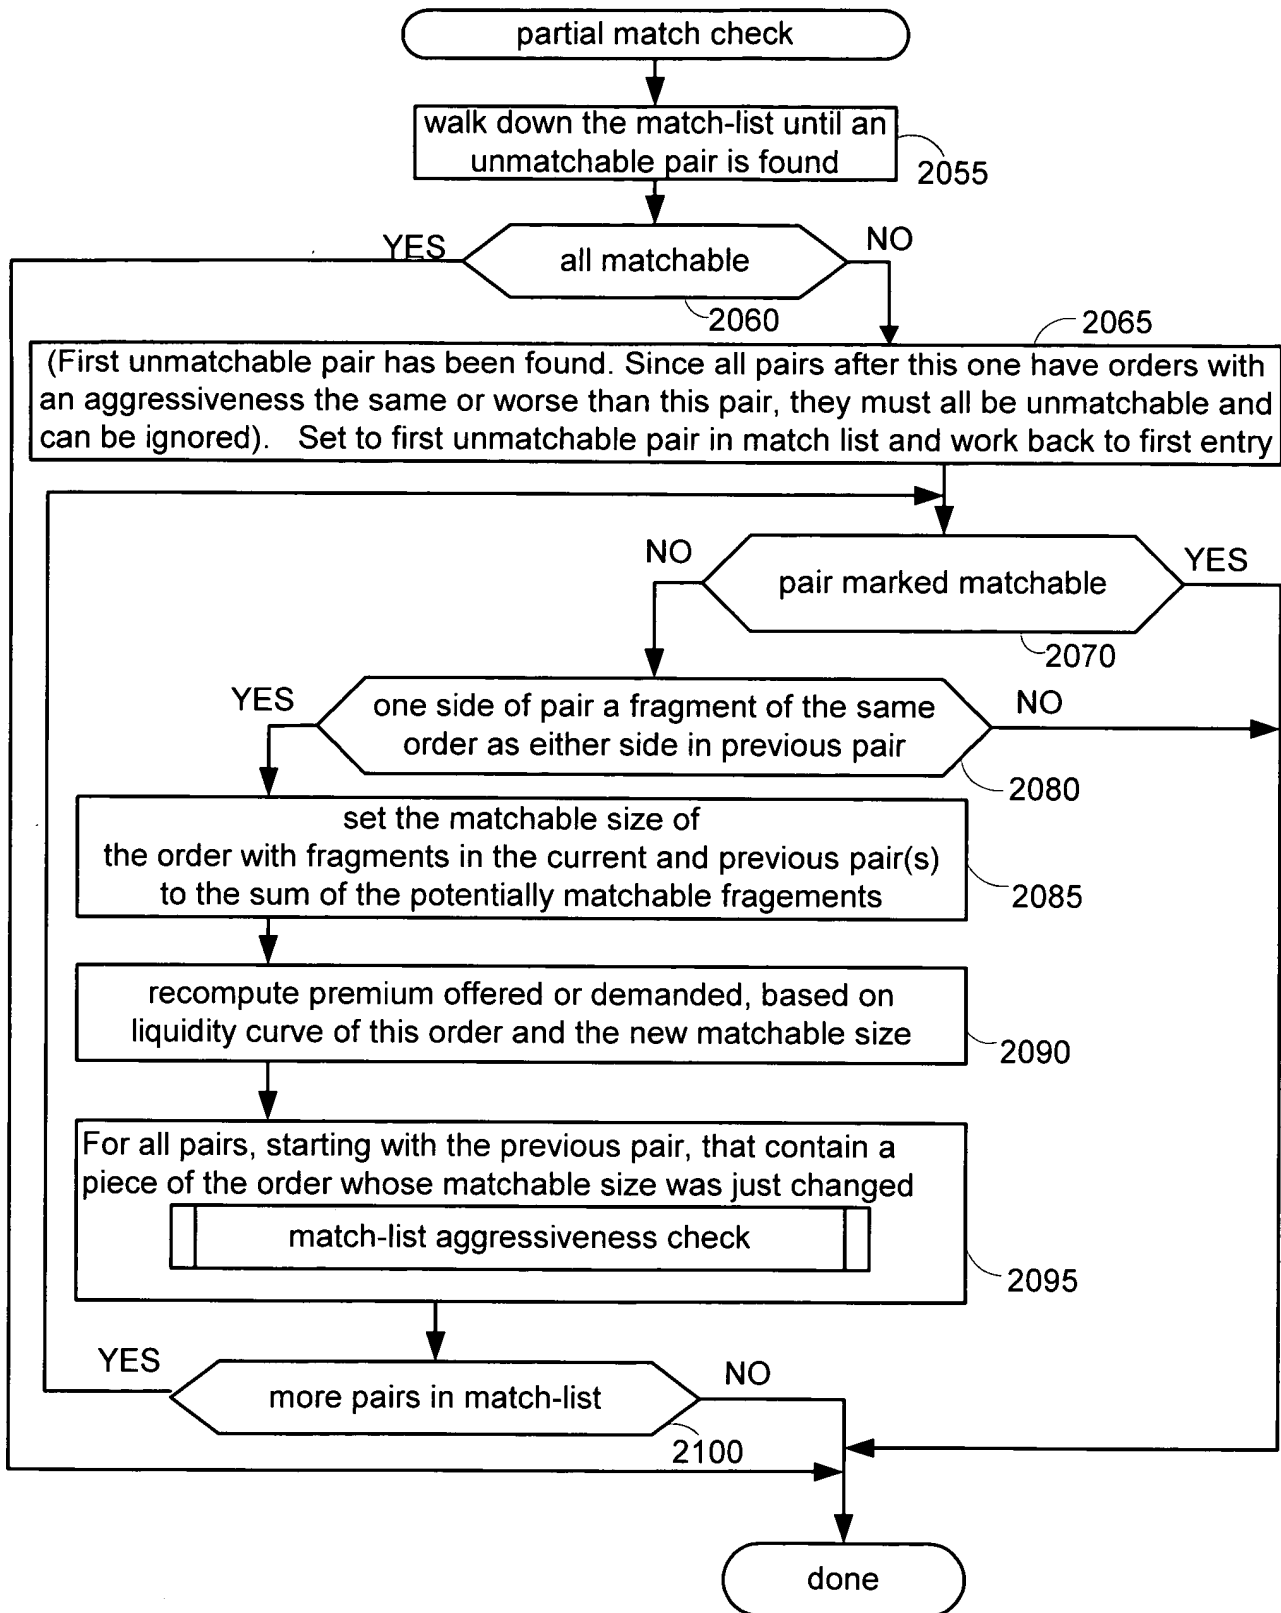 partial match check
walk down the match-list until an
unmatchable pair is found
2055
YES
NO
all matchable
2060
2065
(First unmatchable pair has been found. Since all pairs after this one have orders with
an aggressiveness the same or worse than this pair, they must all be unmatchable and
can be ignored). Set to first unmatchable pair in match list and work back to first entry
NO
YES
pair marked matchable
2070
YES
NO
one side of pair a fragment of the same
order as either side in previous pair
2080
set the matchable size of
the order with fragments in the current and previous pair(s)
to the sum of the potentially matchable fragements
2085
recompute premium offered or demanded, based on
liquidity curve of this order and the new matchable size
2090
For all pairs, starting with the previous pair, that contain a
piece of the order whose matchable size was just changed
match-list aggressiveness check
2095
YES
NO
more pairs in match-list
2100
done